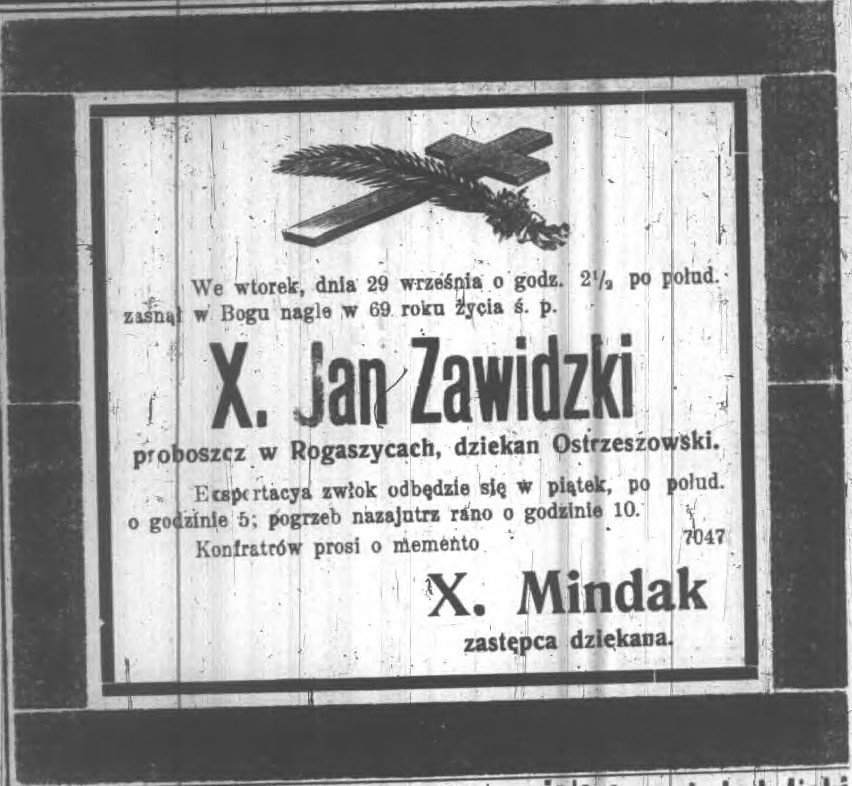 We wtorek, dnia 29 września o godz. 2½ po połud.
zasnął w Bogu nagle w 69 roku życia ś. p.
X. Jan Zawidzki
proboszcz w Rogaszycach, dziekan Ostrzeszowski.
Eksportacya zwłok odbędzie się w piątek, po połud.
o godzinie 5; pogrzeb nazajutrz rano o godzinie 10.
Konfratrów prosi o memento 7047
X. Mindak
zastępca dziekana.